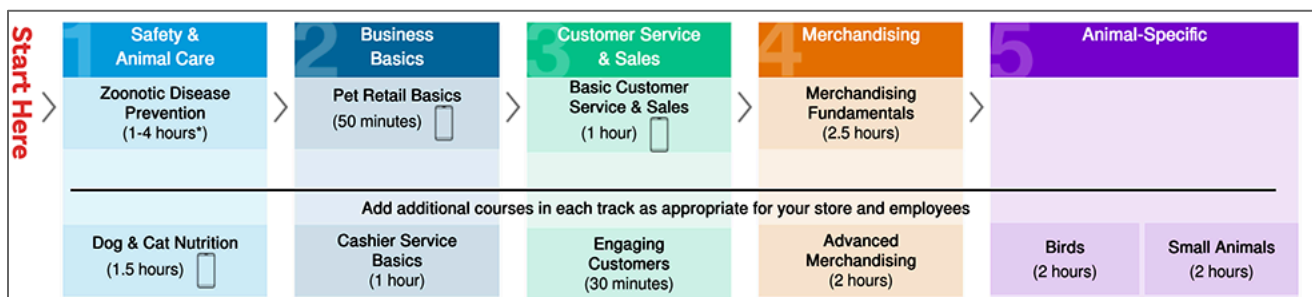 Start Here
1
Safety &
Animal Care
Zoonotic Disease
Prevention
(1-4 hours*)
2
Business
Basics
Pet Retail Basics
(50 minutes)
3
Customer Service
& Sales
Basic Customer
Service & Sales
(1 hour)
4
Merchandising
Merchandising
Fundamentals
(2.5 hours)
5
Animal-Specific
Add additional courses in each track as appropriate for your store and employees
Dog & Cat Nutrition
(1.5 hours)
Cashier Service
Basics
(1 hour)
Engaging
Customers
(30 minutes)
Advanced
Merchandising
(2 hours)
Birds
(2 hours)
Small Animals
(2 hours)